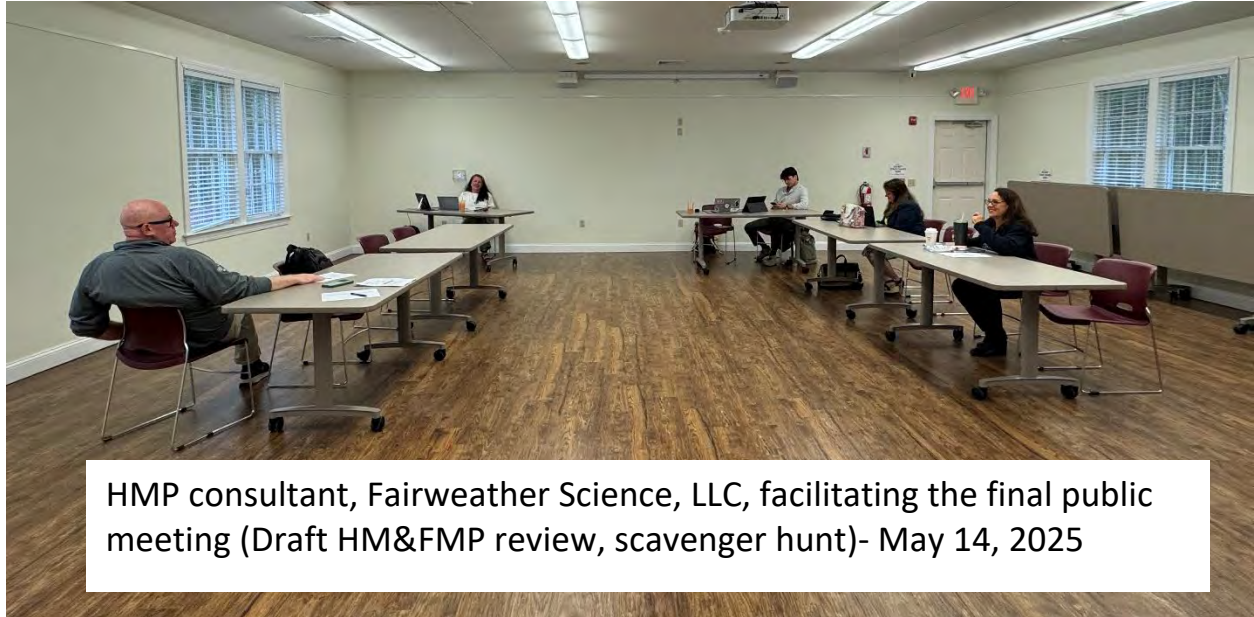 HMP consultant, Fairweather Science, LLC, facilitating the final public
meeting (Draft HM&FMP review, scavenger hunt)- May 14, 2025